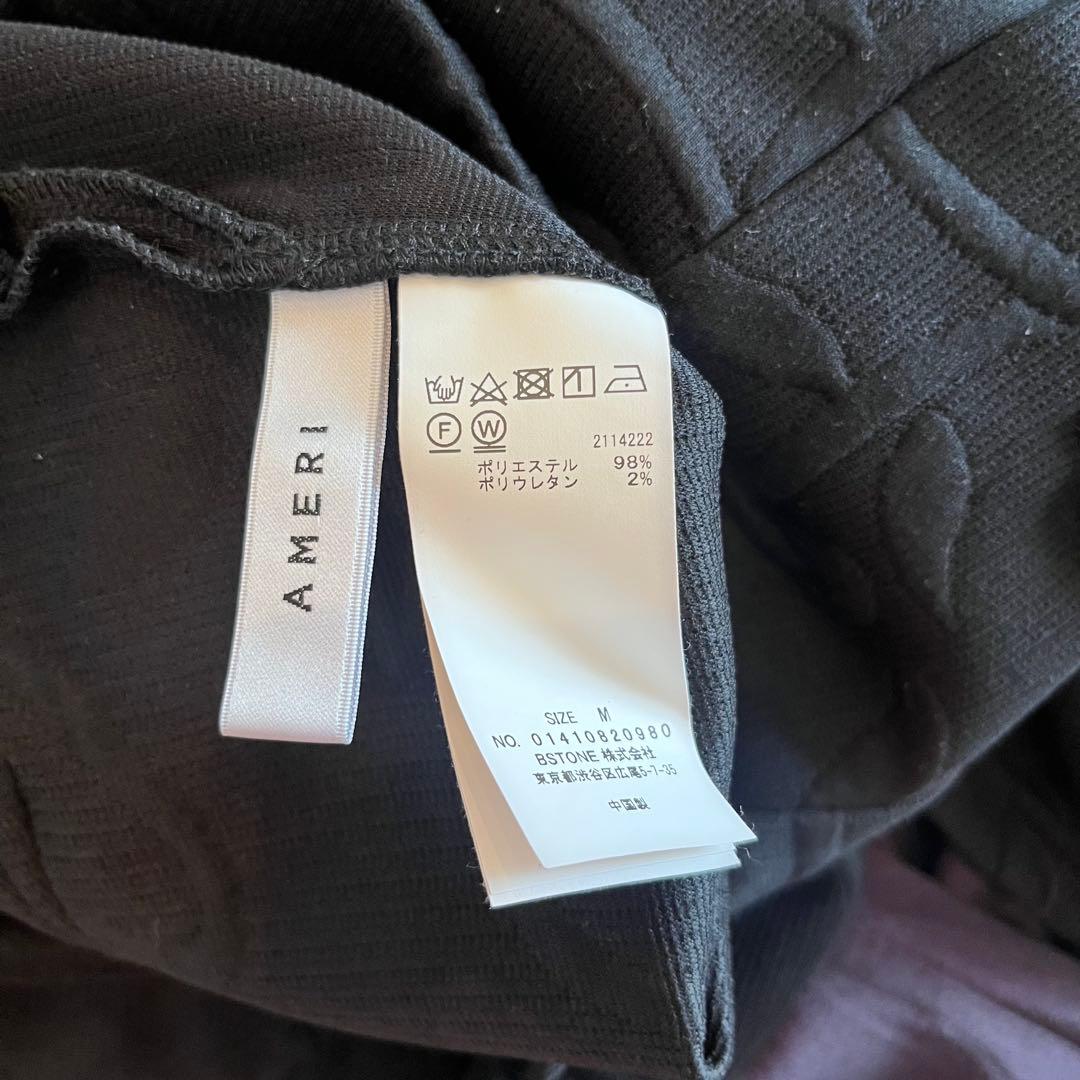 AMERI
F W
2114222
ポリエステル 98%
ポリウレタン 2%
SIZE M
NO. 01410820980
BSTONE 株式会社
東京都渋谷区広尾5-7-35
中国製